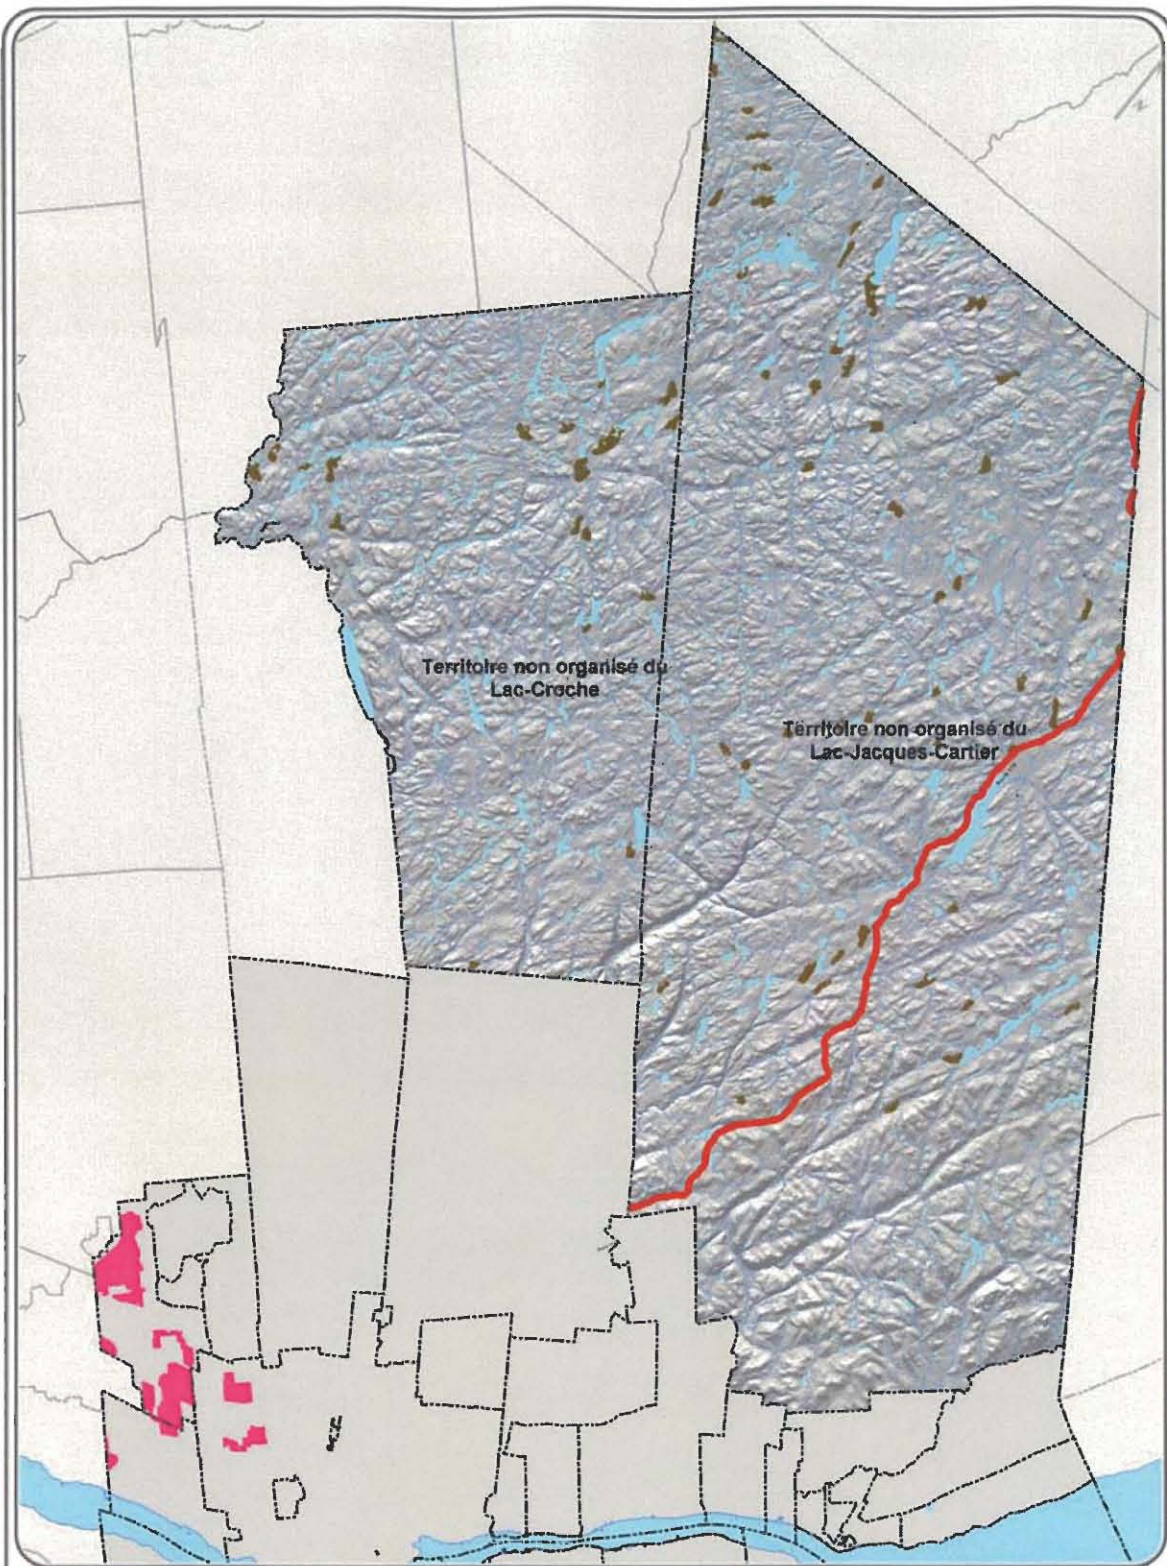 Territoire non organisé du
Lac-Croche
Territoire non organisé du
Lac-Jacques-Cartier